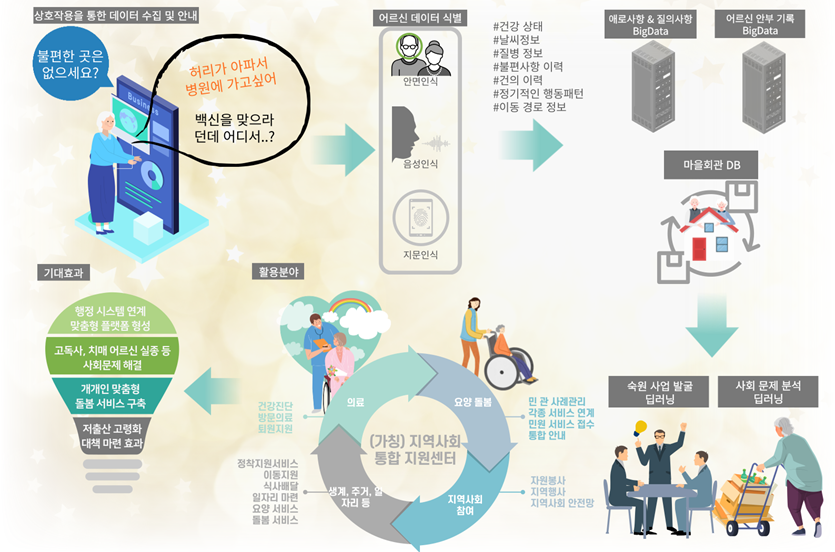 상호작용을 통한 데이터 수집 및 안내
불편한 곳은
없으세요?
허리가 아파서
병원에 가고싶어
백신을 맞으라
던데 어디서..?
Business
어르신 데이터 식별
안면인식
음성인식
지문인식
#건강 상태
#날씨정보
#질병 정보
#불편사항 이력
#건의 이력
#정기적인 행동패턴
#이동 경로 정보
애로사항 & 질의사항
BigData
어르신 안부 기록
BigData
마을회관 DB
숙원 사업 발굴
딥러닝
사회 문제 분석
딥러닝
활용분야
의료
건강진단
방문의료
퇴원지원
요양 돌봄
민 관 사례관리
각종 서비스 연계
민원 서비스 접수
통합 안내
(가칭) 지역사회
통합 지원센터
생계, 주거, 일
자리 등
정착지원서비스
이동지원
식사배달
일자리 마련
요양 서비스
돌봄 서비스
지역사회
참여
자원봉사
지역행사
지역사회 안전망
기대효과
행정 시스템 연계
맞춤형 플랫폼 형성
고독사, 치매 어르신 실종 등
사회문제 해결
개개인 맞춤형
돌봄 서비스 구축
저출산 고령화
대책 마련 효과